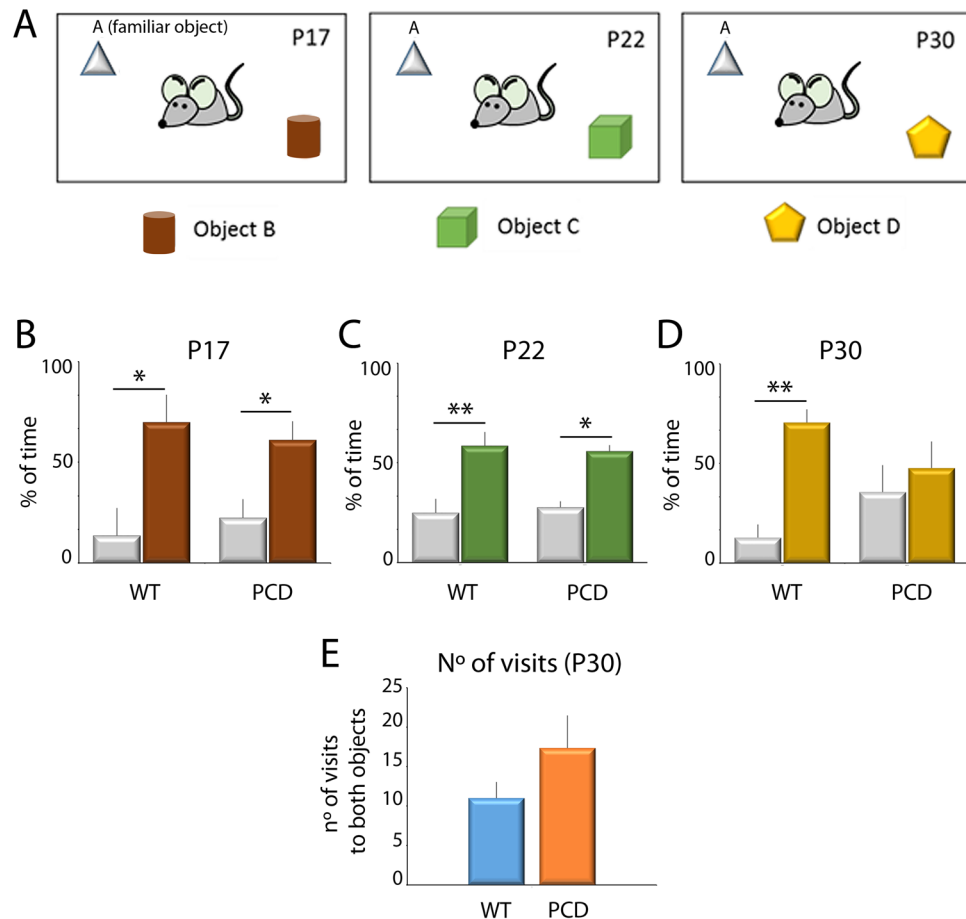 A
A (familiar object)
P17
A
P22
A
P30
Object B
Object C
Object D
B
P17
100
50
0
% of time
*
*
WT
PCD
C
P22
100
50
0
% of time
**
*
WT
PCD
D
P30
100
50
0
% of time
**
WT
PCD
E
Nº of visits (P30)
25
20
15
10
5
0
nº of visits
to both objects
WT
PCD